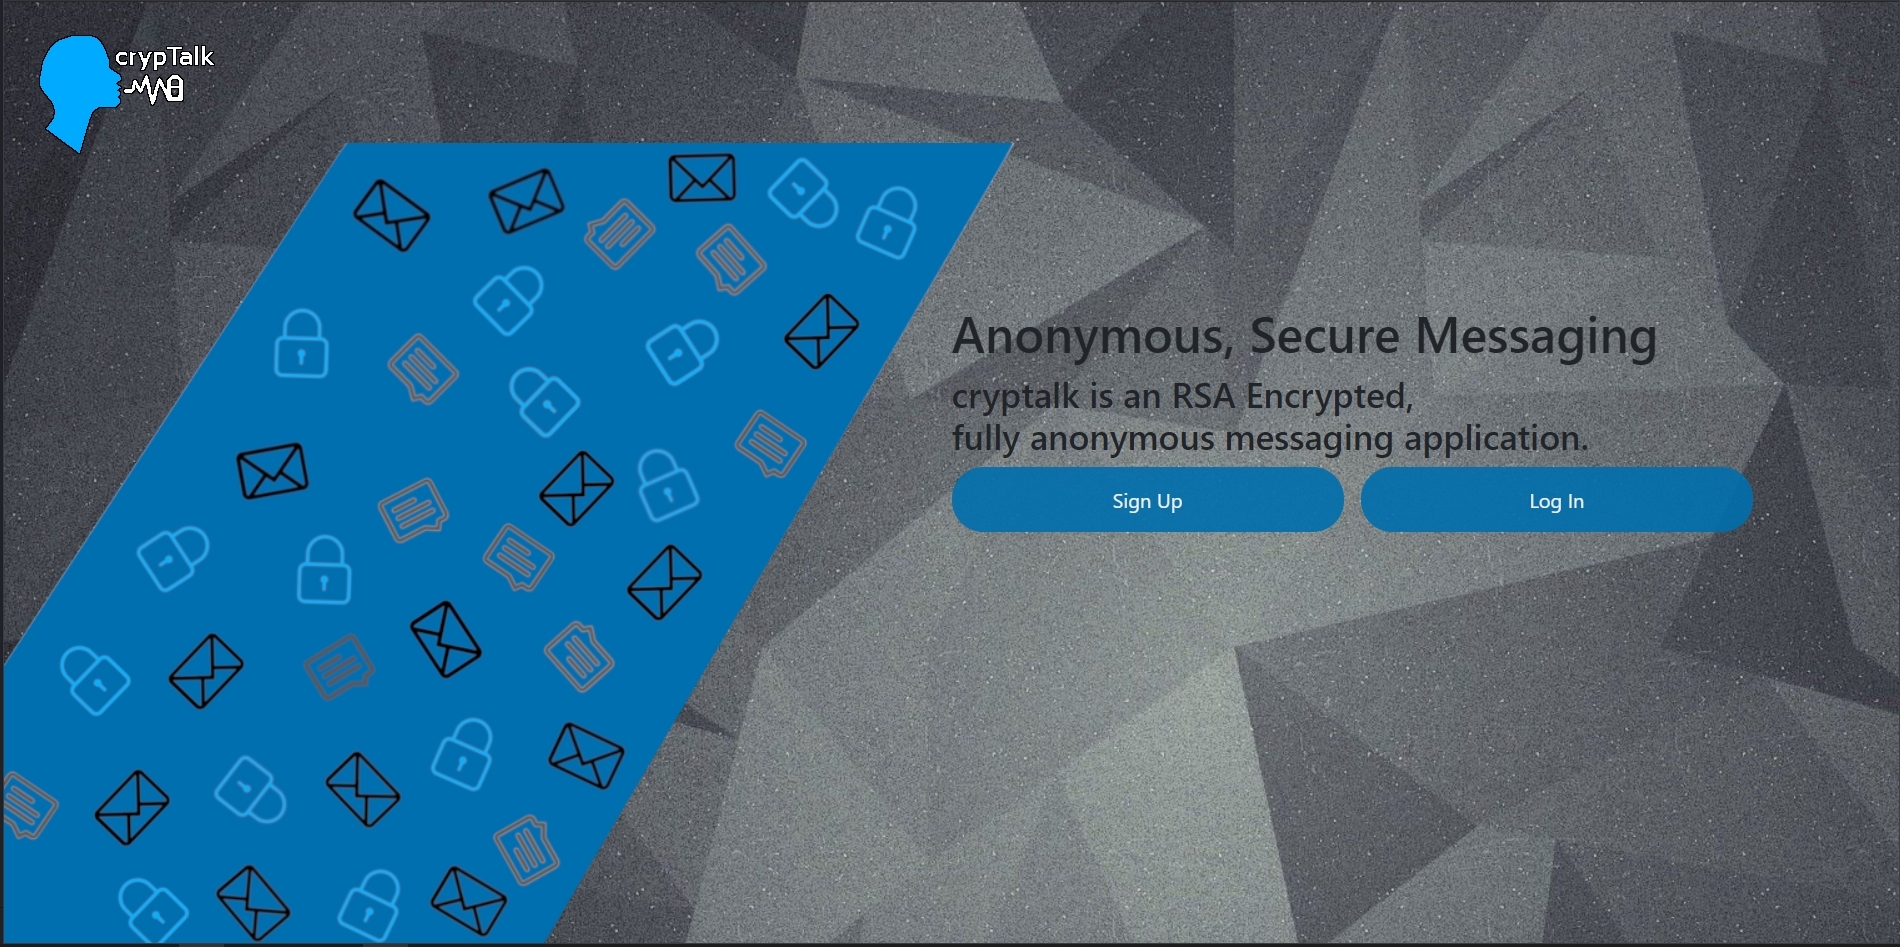 crypTalk
Anonymous, Secure Messaging
cryptalk is an RSA Encrypted,
fully anonymous messaging application.
Sign Up
Log In